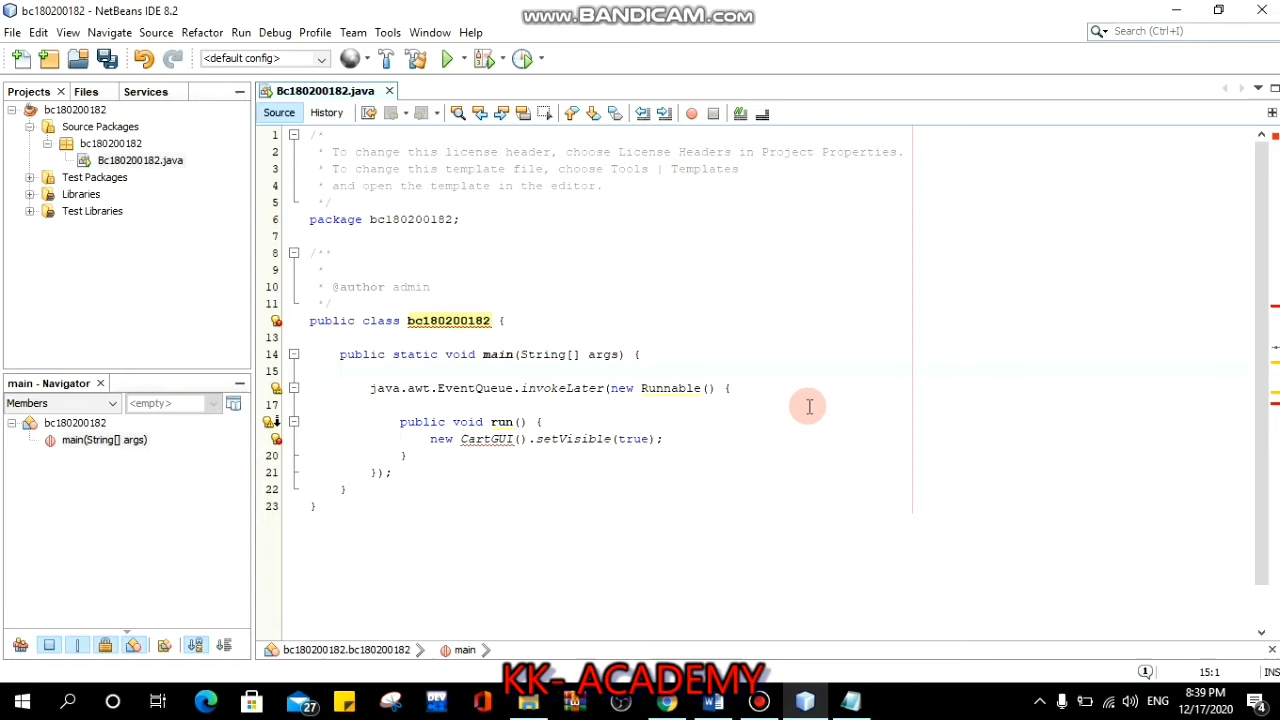 bc180200182 - NetBeans IDE 8.2
www.BANDICAM.com
File Edit View Navigate Source Refactor Run Debug Profile Team Tools Window Help
Search (Ctrl+I)
<default config>
Projects Files Services
Bc180200182.java
Source History
bc180200182
Source Packages
bc180200182
Bc180200182.java
Test Packages
Libraries
Test Libraries
1 /*
2 * To change this license header, choose License Headers in Project Properties.
3 * To change this template file, choose Tools | Templates
4 * and open the template in the editor.
5 */
6 package bc180200182;
7
8 /**
9 *
10 * @author admin
11 */
public class bc180200182 {
13
14 public static void main(String[] args) {
15
java.awt.EventQueue.invokeLater(new Runnable() {
17
public void run() {
new CartGUI().setVisible(true);
20 }
21 });
22 }
23 }
main - Navigator
Members <empty>
bc180200182
main(String[] args)
bc180200182.bc180200182 main
15:1 INS
KK- ACADEMY
27
DEV
ENG
8:39 PM
12/17/2020
4